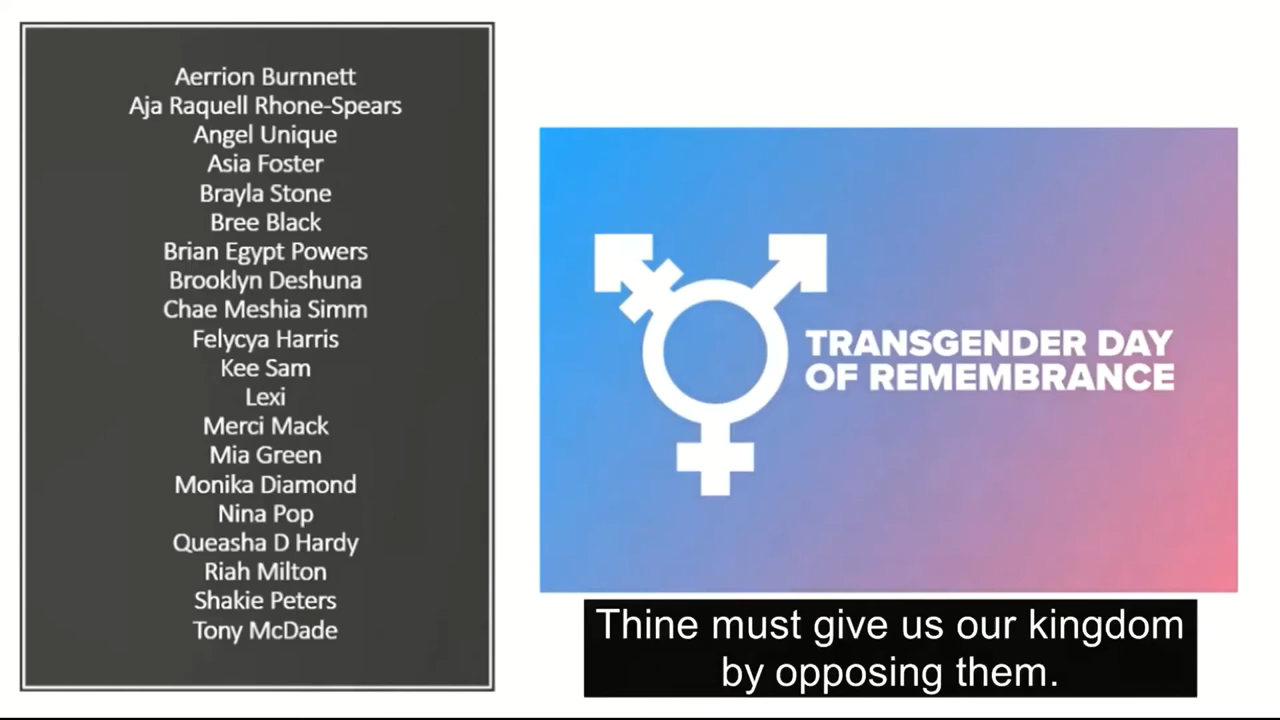 Aerrion Burnnett
Aja Raquell Rhone-Spears
Angel Unique
Asia Foster
Brayla Stone
Bree Black
Brian Egypt Powers
Brooklyn Deshuna
Chae Meshia Simm
Felycya Harris
Kee Sam
Lexi
Merci Mack
Mia Green
Monika Diamond
Nina Pop
Queasha D Hardy
Riah Milton
Shakie Peters
Tony McDade
TRANSGENDER DAY
OF REMEMBRANCE
Thine must give us our kingdom
by opposing them.